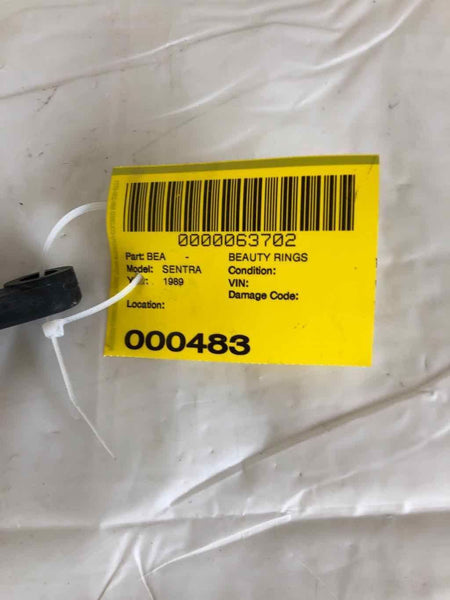 0000063702
Part: BEA - BEAUTY RINGS
Model: SENTRA Condition:
1989 VIN:
Damage Code:
Location:
000483